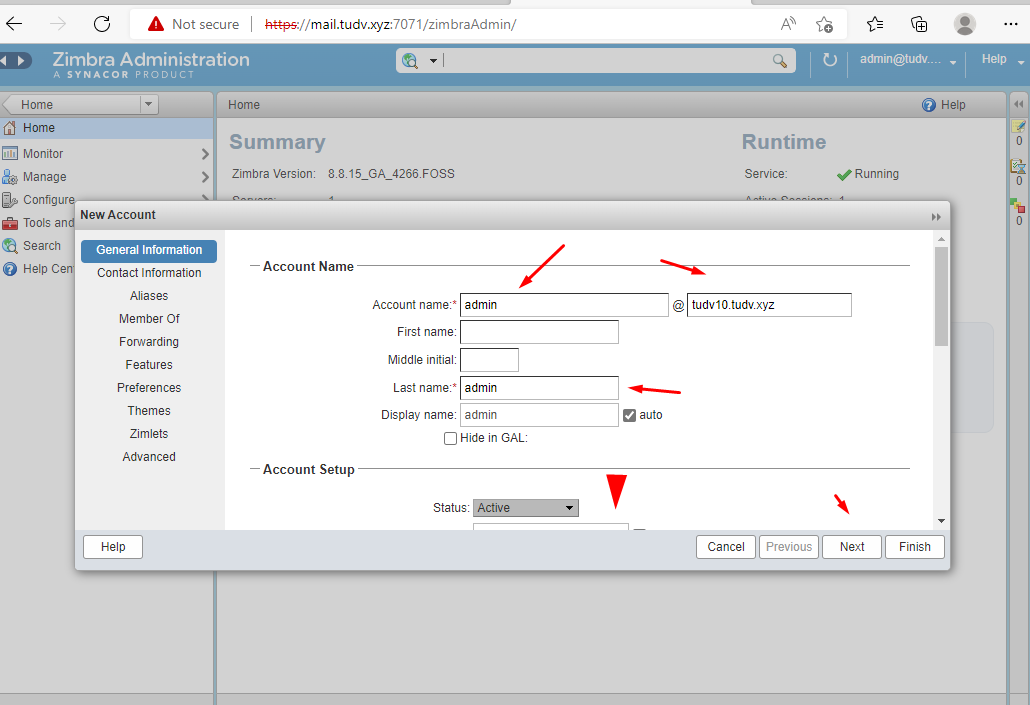 Not secure https://mail.tudv.xyz:7071/zimbraAdmin/
Zimbra Administration
A SYNACOR PRODUCT
admin@tudv....
Help
Home
Home
Help
Home
Monitor
Manage
Configure
Tools and
Search
Help Cen
Summary
Runtime
Zimbra Version: 8.8.15_GA_4266.FOSS
Service: Running
Servers: 1
Active Sessions: 1
0
0
0
New Account
General Information
Contact Information
Aliases
Member Of
Forwarding
Features
Preferences
Themes
Zimlets
Advanced
Account Name
Account name:* admin @ tudv10.tudv.xyz
First name:
Middle initial:
Last name:* admin
Display name: admin auto
Hide in GAL:
Account Setup
Status: Active
Help
Cancel
Previous
Next
Finish